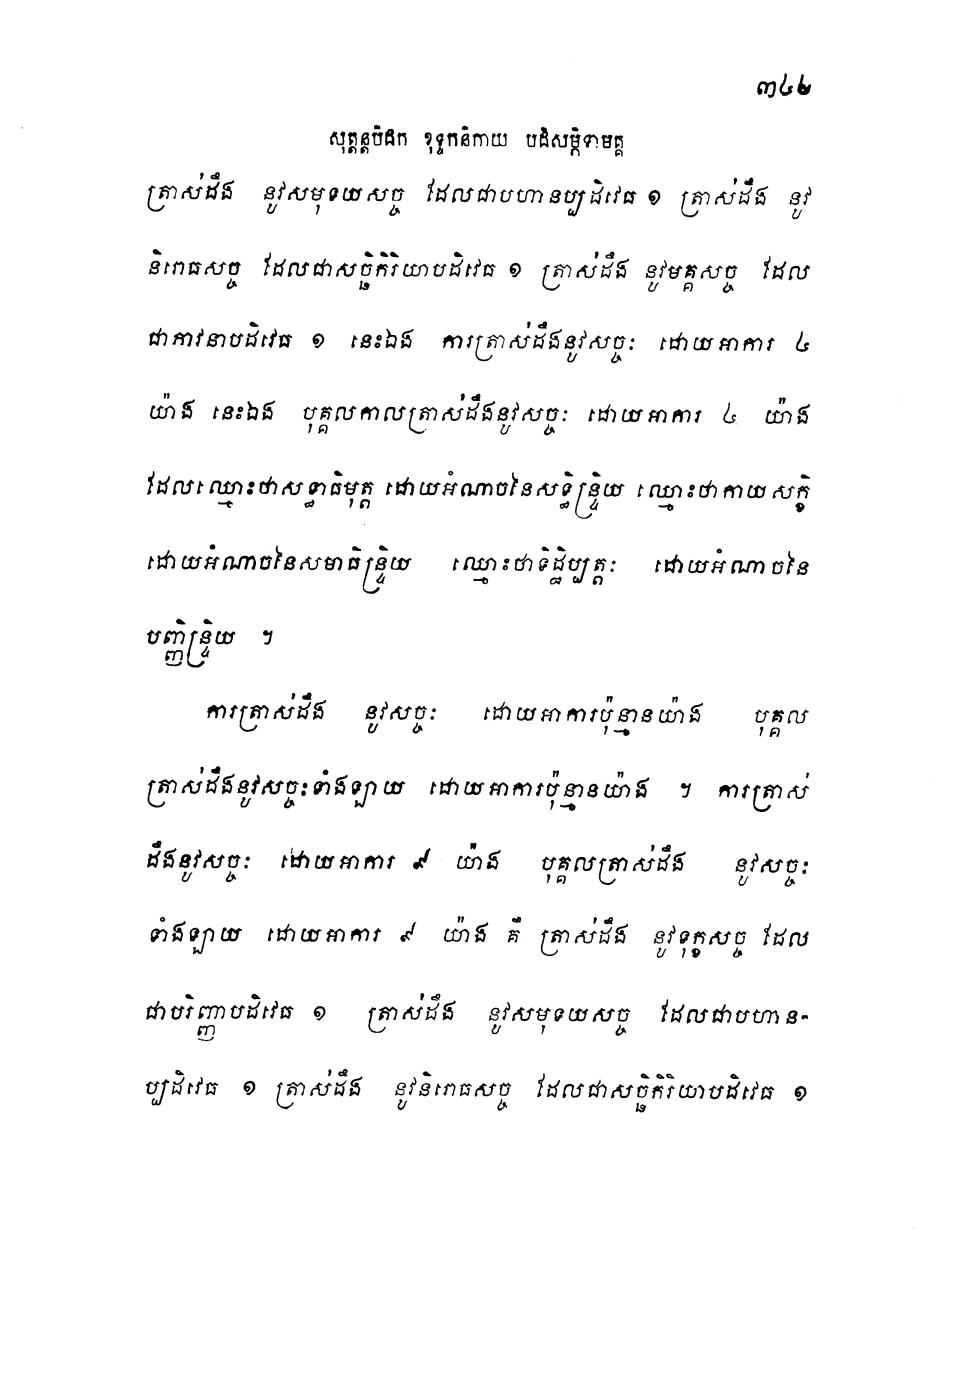 ៣៤២
សុត្តន្តបិដក ខុទ្ទកនិកាយ បដិសម្ភិទាមគ្គ
ត្រាស់ដឹង នូវសមុទយសច្ច ដែលជាបហានប្បដិវេធ ១ ត្រាស់ដឹង នូវ
និរោធសច្ច ដែលជាសច្ឆិកិរិយាបដិវេធ ១ ត្រាស់ដឹង នូវមគ្គសច្ច ដែល
ជាភាវនាបដិវេធ ១ នេះឯង ការត្រាស់ដឹងនូវសច្ចៈ ដោយអាការ ៤
យ៉ាង នេះឯង បុគ្គលកាលត្រាស់ដឹងនូវសច្ចៈ ដោយអាការ ៤ យ៉ាង
ដែលឈ្មោះថាសទ្ធាធិមុត្ត ដោយអំណាចនៃសទ្ធិន្ទ្រិយ ឈ្មោះថាកាយសក្ខិ
ដោយអំណាចនៃសមាធិន្ទ្រិយ ឈ្មោះថាទិដ្ឋិប្បត្តៈ ដោយអំណាចនៃ
បញ្ញិន្ទ្រិយ ។
ការត្រាស់ដឹង នូវសច្ចៈ ដោយអាការប៉ុន្មានយ៉ាង បុគ្គល
ត្រាស់ដឹងនូវសច្ចៈទាំងឡាយ ដោយអាការប៉ុន្មានយ៉ាង ។ ការត្រាស់
ដឹងនូវសច្ចៈ ដោយអាការ ៩ យ៉ាង បុគ្គលត្រាស់ដឹង នូវសច្ចៈ
ទាំងឡាយ ដោយអាការ ៩ យ៉ាង គឺ ត្រាស់ដឹង នូវទុក្ខសច្ច ដែល
ជាបរិញ្ញាបដិវេធ ១ ត្រាស់ដឹង នូវសមុទយសច្ច ដែលជាបហាន-
ប្បដិវេធ ១ ត្រាស់ដឹង នូវនិរោធសច្ច ដែលជាសច្ឆិកិរិយាបដិវេធ ១